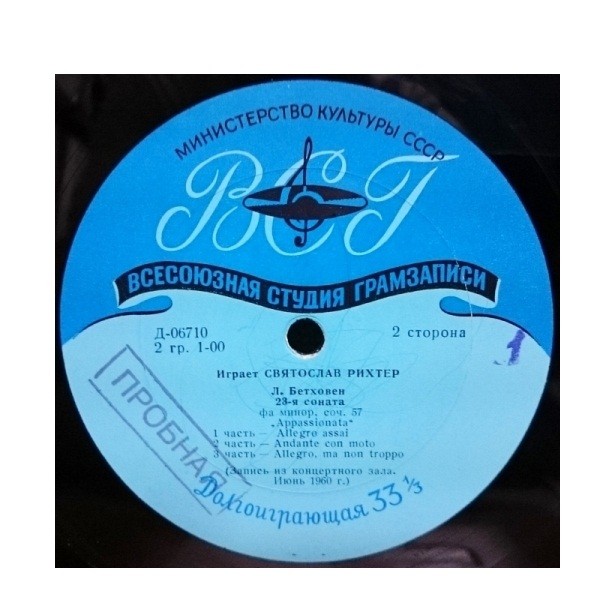 МИНИСТЕРСТВО КУЛЬТУРЫ СССР
ВСГ
ВСЕСОЮЗНАЯ СТУДИЯ ГРАМЗАПИСИ
Д-06710
2 гр. 1-00
2 сторона
1
Играет СВЯТОСЛАВ РИХТЕР
Л. Бетховен
23-я соната
фа минор, соч. 57
„Appassionata“
1 часть — Allegro assai
2 часть — Andante con moto
3 часть — Allegro, ma non troppo
(Запись из концертного зала.
Июнь 1960 г.)
ПРОБНАЯ
Долгоиграющая 33 1/3